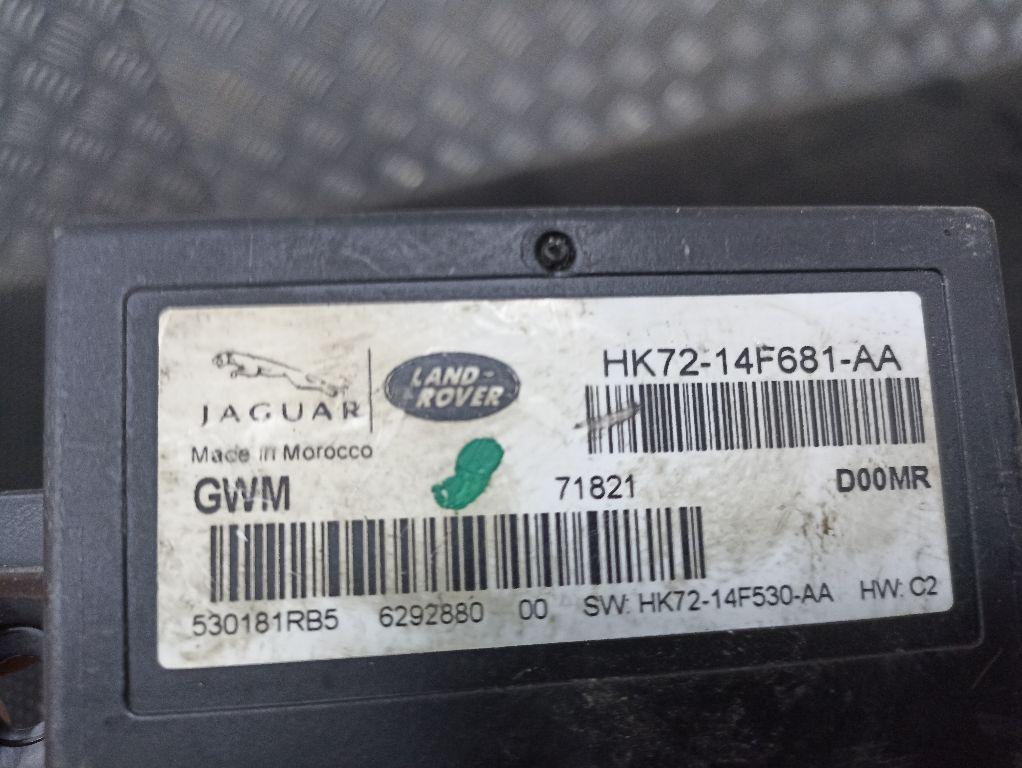 JAGUAR
LAND-
ROVER
HK72-14F681-AA
Made in Morocco
GWM
71821
D00MR
530181RB5 6292880 00 SW: HK72-14F530-AA HW: C2